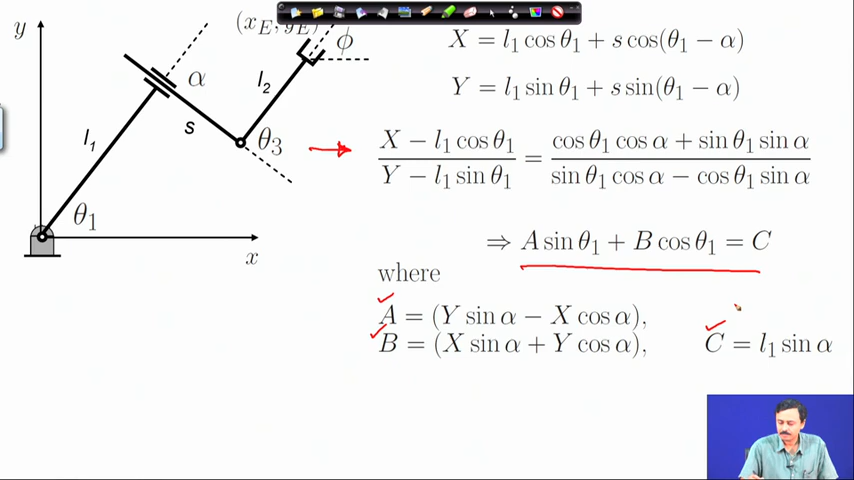 y
(x_E, y_E)
ϕ
α
l_2
l_1
s
θ_3
θ_1
x
X = l_1 cos θ_1 + s cos(θ_1 − α)
Y = l_1 sin θ_1 + s sin(θ_1 − α)
\frac{X − l_1 cos θ_1}{Y − l_1 sin θ_1} = \frac{cos θ_1 cos α + sin θ_1 sin α}{sin θ_1 cos α − cos θ_1 sin α}
⇒ A sin θ_1 + B cos θ_1 = C
where
A = (Y sin α − X cos α),
B = (X sin α + Y cos α), C = l_1 sin α